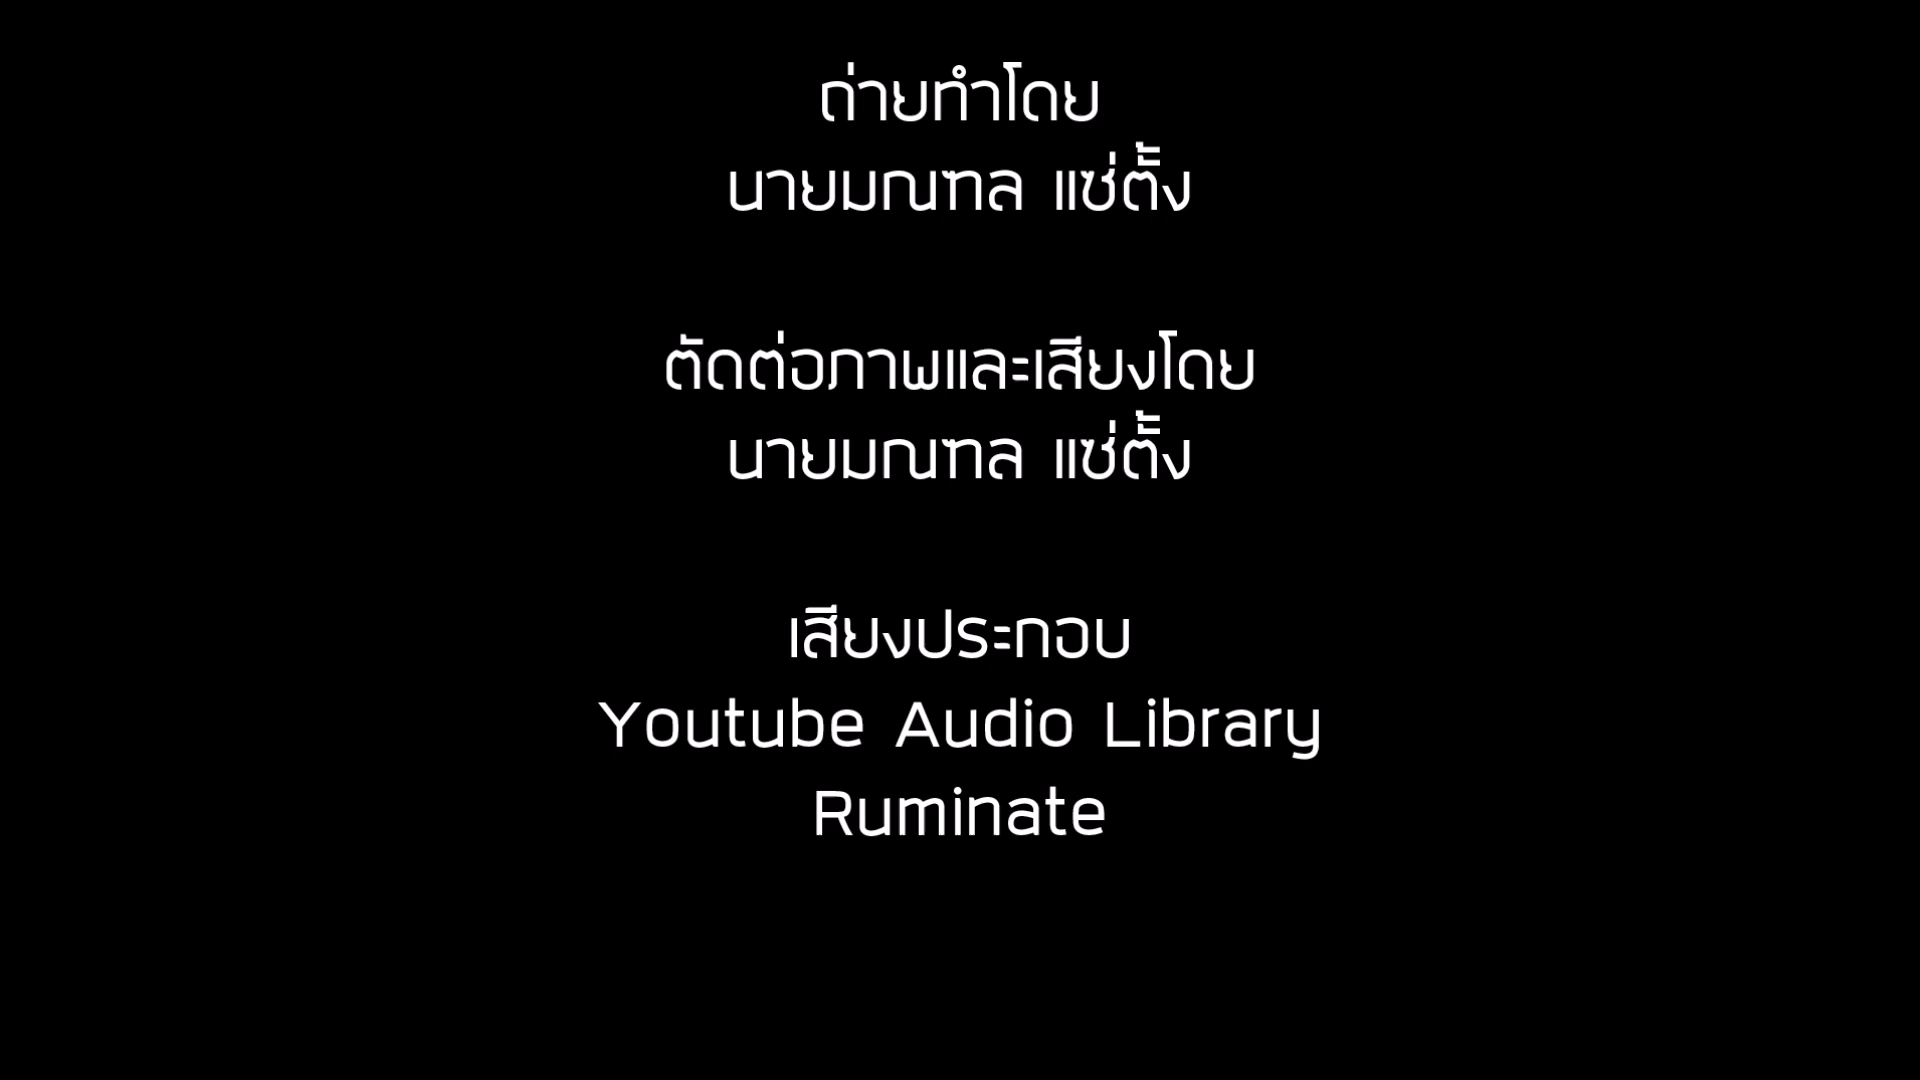 ถ่ายทำโดย
นายมณฑล แซ่ตั้ง
ตัดต่อภาพและเสียงโดย
นายมณฑล แซ่ตั้ง
เสียงประกอบ
Youtube Audio Library
Ruminate